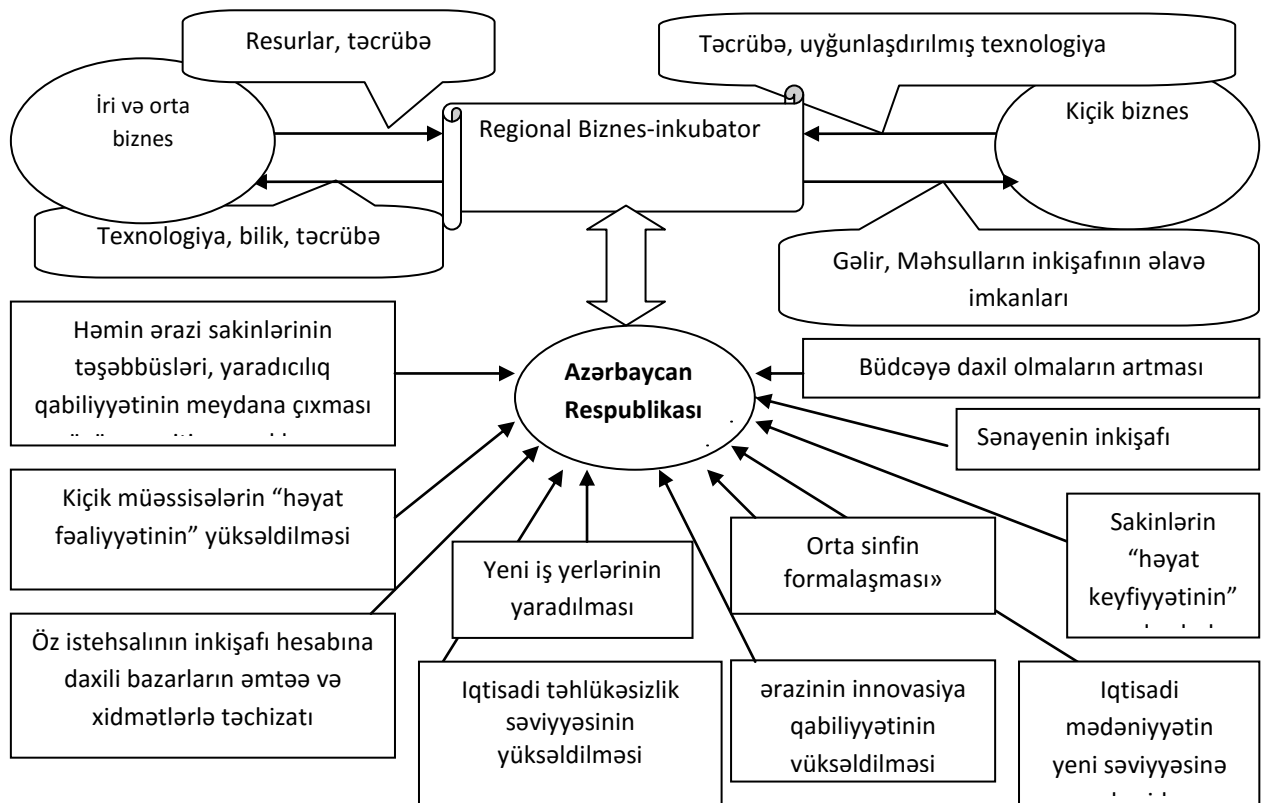 Resurlar, təcrübə
Təcrübə, uyğunlaşdırılmış texnologiya
İri və orta
biznes
Regional Biznes-inkubator
Kiçik biznes
Texnologiya, bilik, təcrübə
Gəlir, Məhsulların inkişafının əlavə
imkanları
Həmin ərazi sakinlərinin
təşəbbüsləri, yaradıcılıq
qabiliyyətinin meydana çıxması
Azərbaycan
Respublikası
Büdcəyə daxil olmaların artması
Sənayenin inkişafı
Kiçik müəssisələrin “həyat
fəaliyyətinin” yüksəldilməsi
Yeni iş yerlərinin
yaradılması
Orta sinfin
formalaşması»
Sakinlərin
“həyat
keyfiyyətinin”
Öz istehsalının inkişafı hesabına
daxili bazarların əmtəə və
xidmətlərlə təchizatı
Iqtisadi təhlükəsizlik
səviyyəsinin
yüksəldilməsi
ərazinin innovasiya
qabiliyyətinin
yüksəldilməsi
Iqtisadi
mədəniyyətin
yeni səviyyəsinə